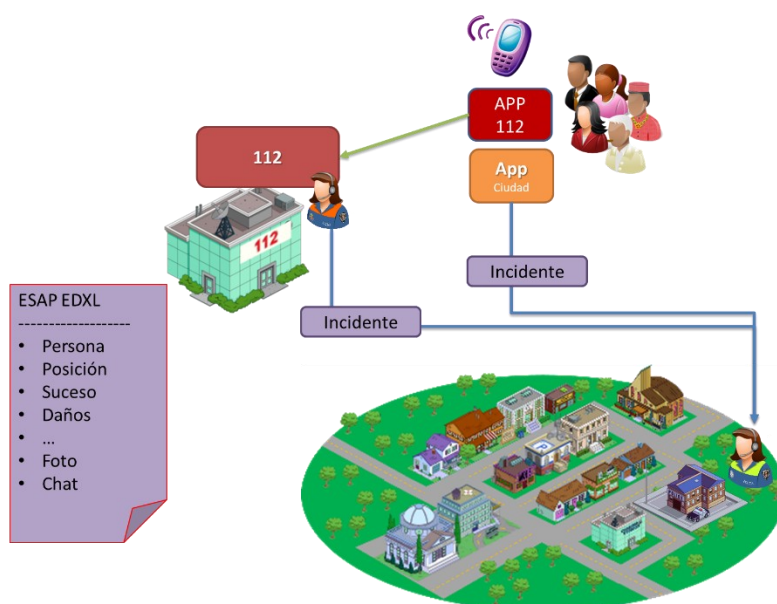 APP
112
112
App
Ciudad
112
Incidente
Incidente
ESAP EDXL
------------------
• Persona
• Posición
• Suceso
• Daños
• ...
• Foto
• Chat
P